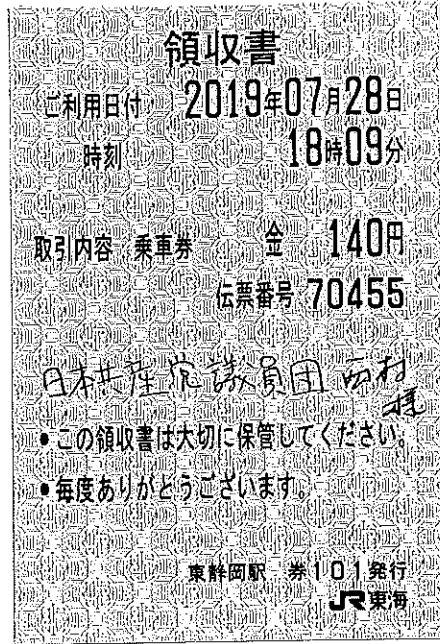 領収書
ご利用日付 2019年07月28日
時刻 18時09分
取引内容 乗車券 金 140円
伝票番号 70455
日本共産党議員団 西村
•この領収書は大切に保管してください。
•毎度ありがとうございます。
東静岡駅 券101発行
JR東海